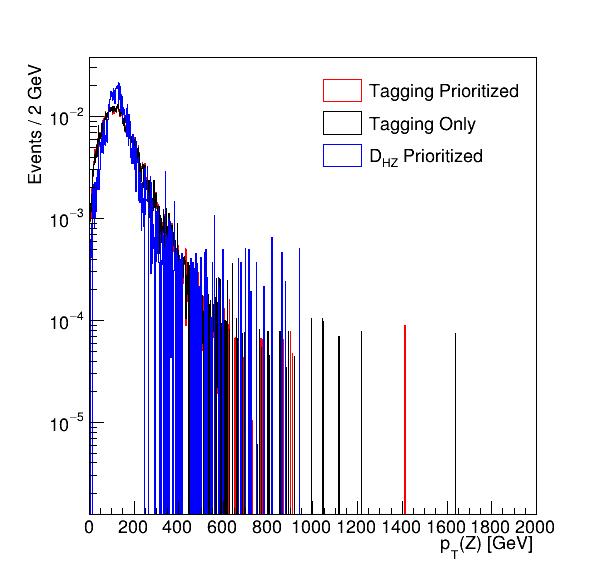 Events / 2 GeV
Tagging Prioritized
Tagging Only
D_HZ Prioritized
10⁻²
10⁻³
10⁻⁴
10⁻⁵
0 200 400 600 800 1000 1200 1400 1600 1800 2000
p_T(Z) [GeV]